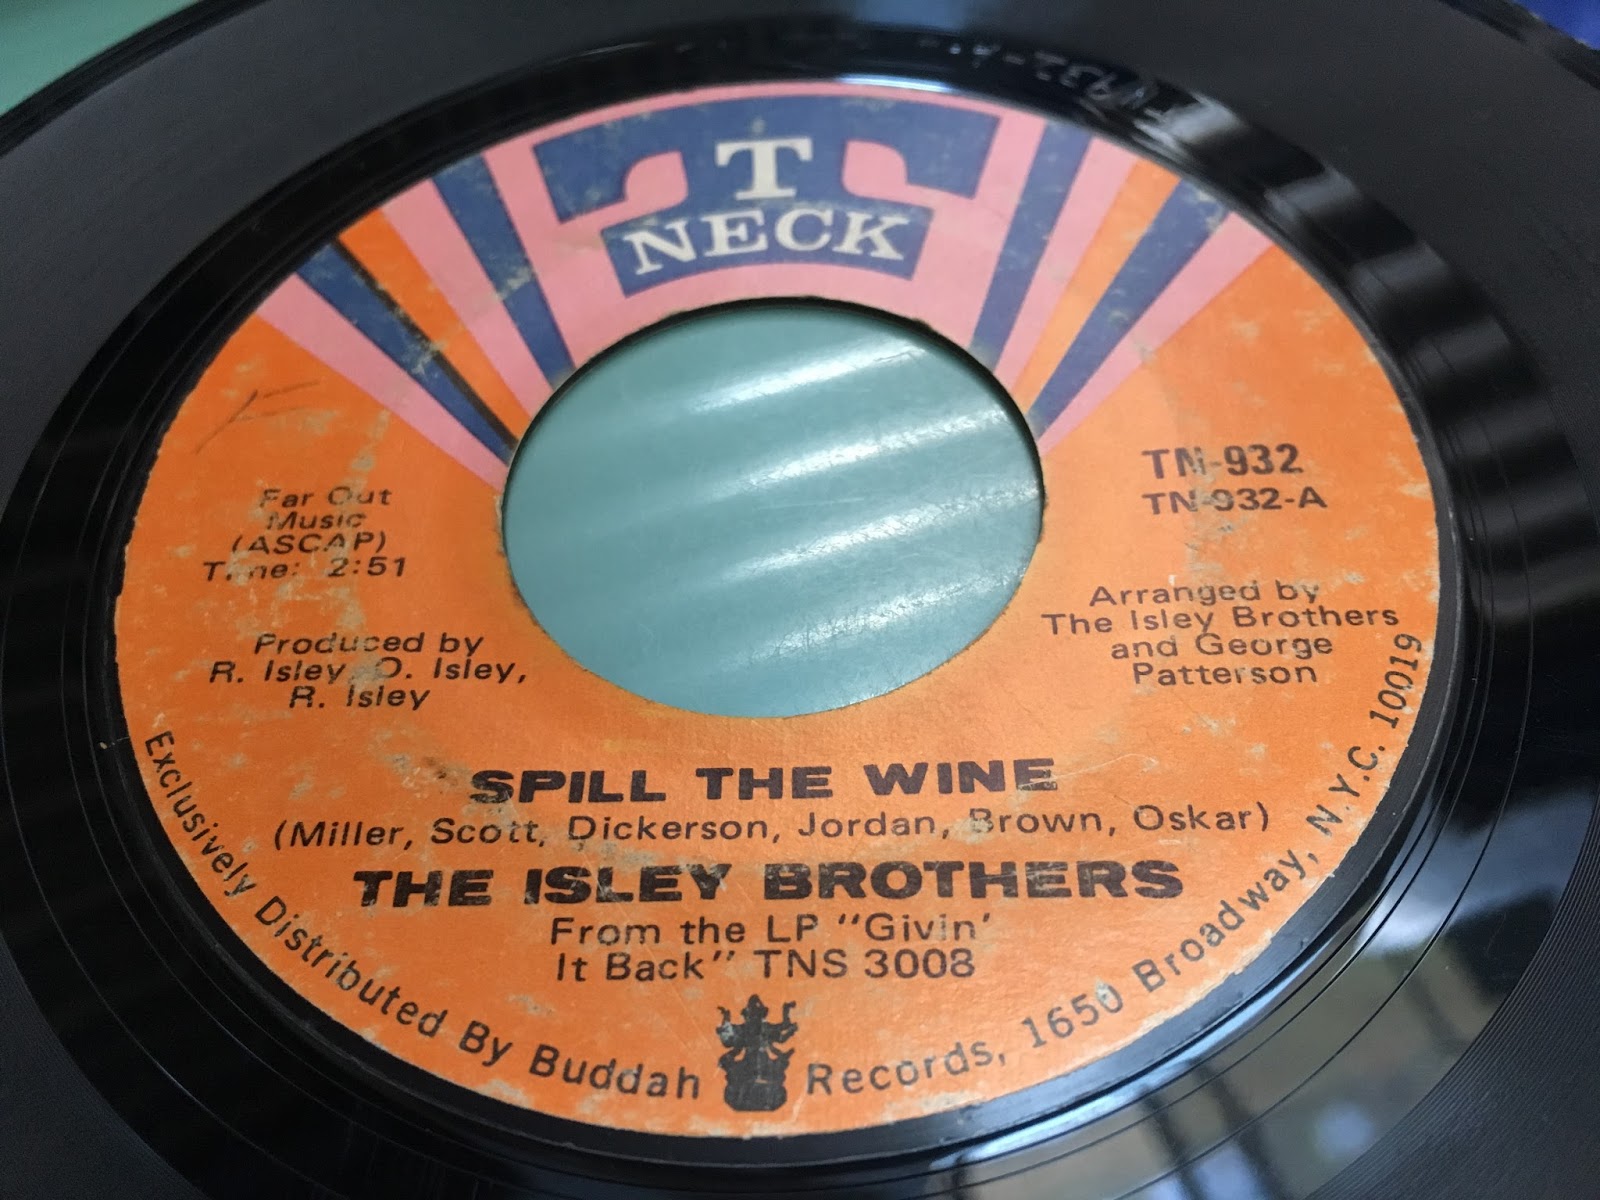 T
NECK
TN-932
TN-932-A
Far Out
Music
(ASCAP)
Time: 2:51
Produced by
R. Isley, O. Isley,
R. Isley
Arranged by
The Isley Brothers
and George
Patterson
SPILL THE WINE
(Miller, Scott, Dickerson, Jordan, Brown, Oskar)
THE ISLEY BROTHERS
From the LP "Givin'
It Back" TNS 3008
Exclusively Distributed By Buddah Records, 1650 Broadway, N.Y.C. 10019